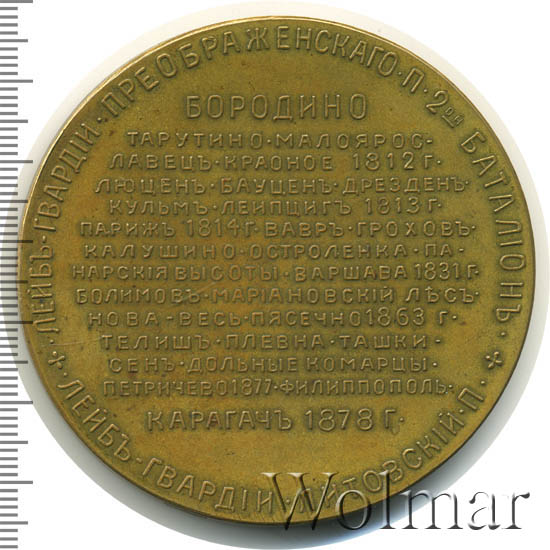 ЛЕЙБЪ·ГВАРДІИ·ПРЕОБРАЖЕНСКАГО·П·2ОЙ БАТАЛІОНЪ·
БОРОДИНО
ТАРУТИНО·МАЛОЯРОС-
ЛАВЕЦЪ·КРАСНОЕ 1812 Г·
ЛЮЦЕНЪ·БАУЦЕНЪ·ДРЕЗДЕНЪ·
КУЛЬМЪ·ЛЕИПЦИГЪ 1813 Г·
ПАРИЖЪ 1814 Г·ВАВРЪ·ГРОХОВЪ·
КАЛУШИНО·ОСТРОЛЕНКА·ПА-
НАРСКІЯ ВЫСОТЫ·ВАРШАВА 1831 Г·
БОЛИМОВЪ·МАРІАНОВСКІЙ ЛѢСЪ·
НОВА-ВЕСЬ·ПЯСЕЧНО 1863 Г·
ТЕЛИШЪ·ПЛЕВНА·ТАШКИ-
СЕНЪ·ДОЛЬНЫЕ КОМАРЦЫ·
ПЕТРИЧЕВО 1877·ФИЛИППОПОЛЬ·
КАРАГАЧЪ 1878 Г·
ЛЕЙБЪ-ГВАРДІИ·ЛИТОВСКІЙ·П·
Wolmar